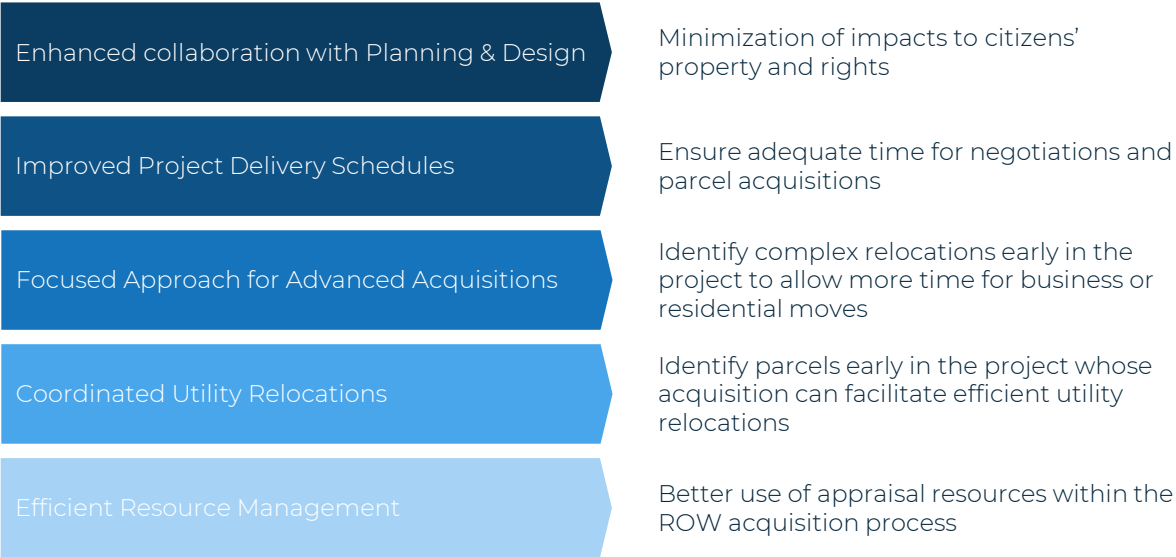 Enhanced collaboration with Planning & Design
Minimization of impacts to citizens’
property and rights
Improved Project Delivery Schedules
Ensure adequate time for negotiations and
parcel acquisitions
Focused Approach for Advanced Acquisitions
Identify complex relocations early in the
project to allow more time for business or
residential moves
Coordinated Utility Relocations
Identify parcels early in the project whose
acquisition can facilitate efficient utility
relocations
Efficient Resource Management
Better use of appraisal resources within the
ROW acquisition process